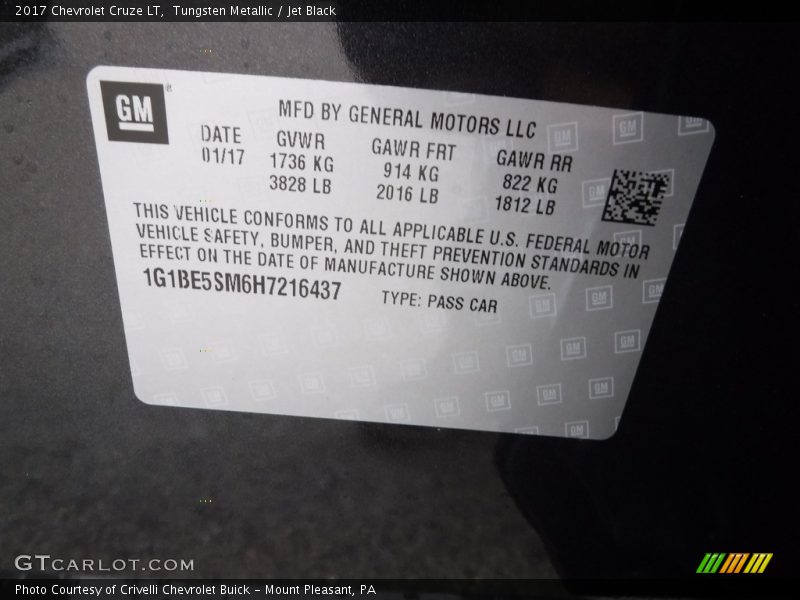 2017 Chevrolet Cruze LT,  Tungsten Metallic / Jet Black
GM
MFD BY GENERAL MOTORS LLC
DATE GVWR GAWR FRT GAWR RR
01/17 1736 KG 914 KG 822 KG
3828 LB 2016 LB 1812 LB
THIS VEHICLE CONFORMS TO ALL APPLICABLE U.S. FEDERAL MOTOR
VEHICLE SAFETY, BUMPER, AND THEFT PREVENTION STANDARDS IN
EFFECT ON THE DATE OF MANUFACTURE SHOWN ABOVE.
1G1BE5SM6H7216437 TYPE: PASS CAR
GTCARLOT.COM
Photo Courtesy of Crivelli Chevrolet Buick – Mount Pleasant, PA